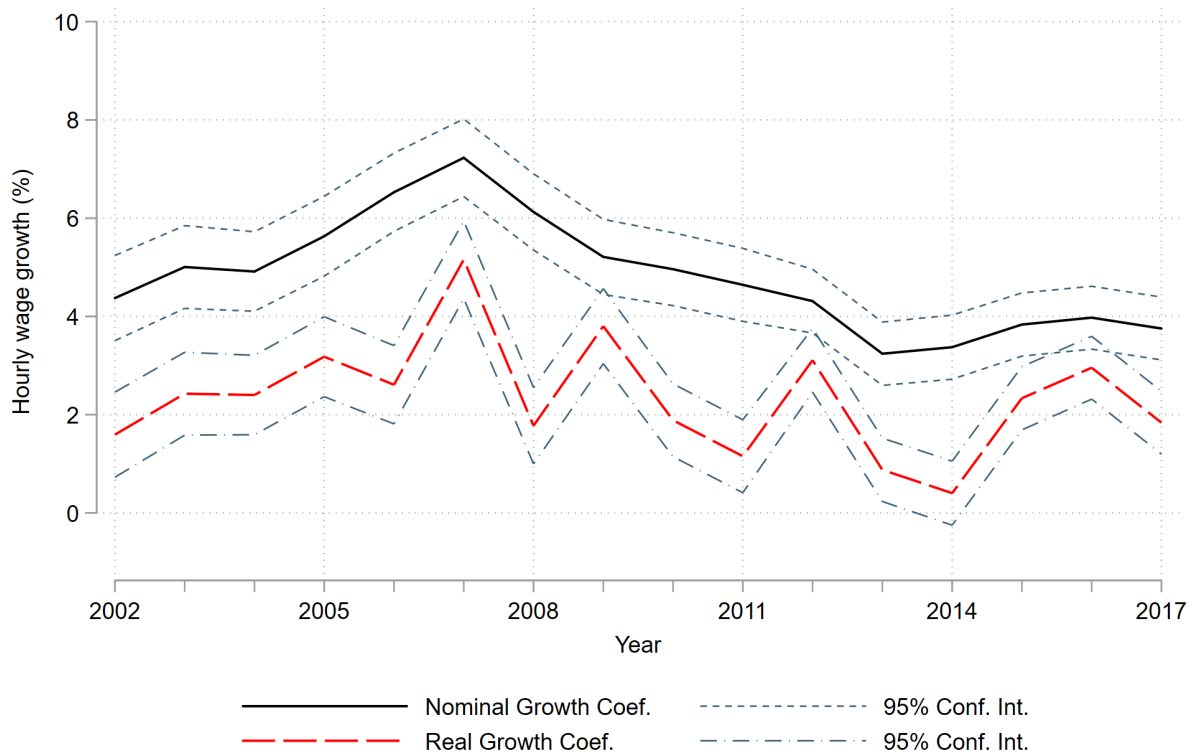 10
8
6
4
2
0
Hourly wage growth (%)
2002 2005 2008 2011 2014 2017
Year
Nominal Growth Coef. 95% Conf. Int.
Real Growth Coef. 95% Conf. Int.